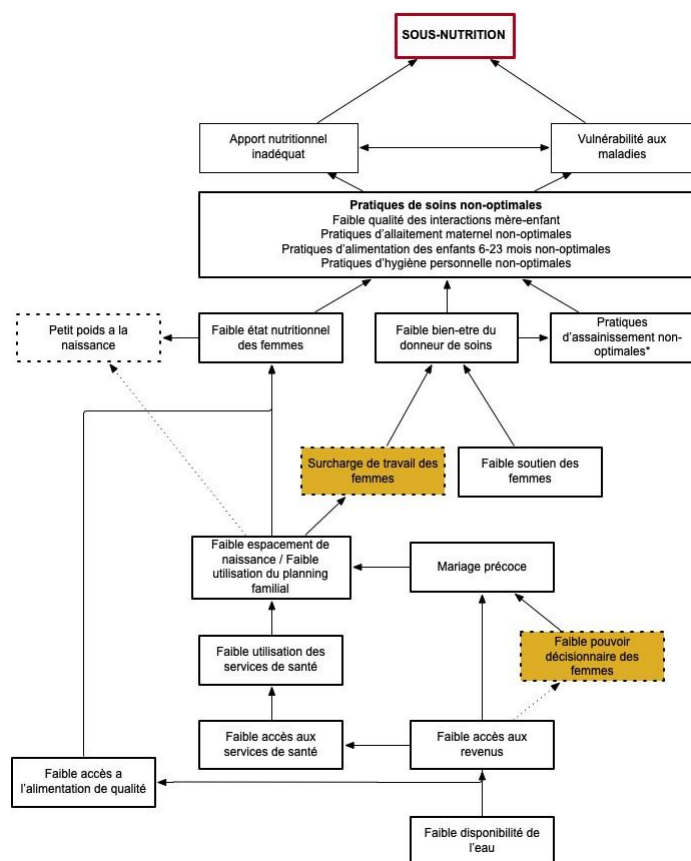 SOUS-NUTRITION
Apport nutritionnel
inadéquat
Vulnérabilité aux
maladies
Pratiques de soins non-optimales
Faible qualité des interactions mère-enfant
Pratiques d'allaitement maternel non-optimales
Pratiques d'alimentation des enfants 6-23 mois non-optimales
Pratiques d'hygiène personnelle non-optimales
Petit poids a la
naissance
Faible état nutritionnel
des femmes
Faible bien-etre du
donneur de soins
Pratiques
d'assainissement non-
optimales*
Surcharge de travail des
femmes
Faible soutien des
femmes
Faible espacement de
naissance / Faible
utilisation du planning
familial
Mariage précoce
Faible utilisation des
services de santé
Faible pouvoir
décisionnaire des
femmes
Faible accès aux
services de santé
Faible accès aux
revenus
Faible accès a
l'alimentation de qualité
Faible disponibilité de
l'eau